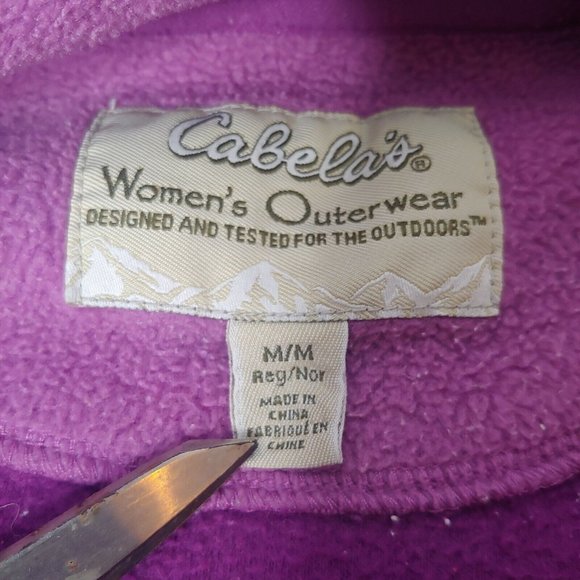 Cabela's®
Women's Outerwear
DESIGNED AND TESTED FOR THE OUTDOORS™
M/M
Reg/Nor
MADE IN
CHINA
FABRIQUÉ EN
CHINE